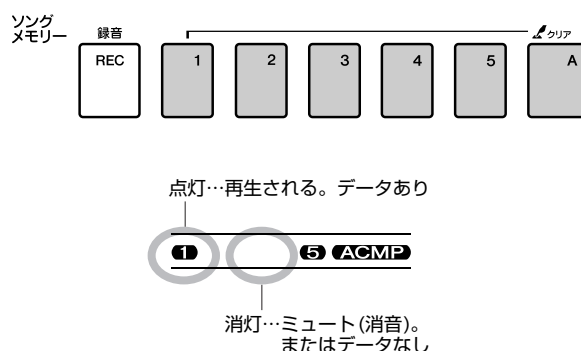 ソング
メモリー
録音
クリア
REC 1 2 3 4 5 A
点灯…再生される。データあり
1 5 ACMP
消灯…ミュート(消音)。
またはデータなし